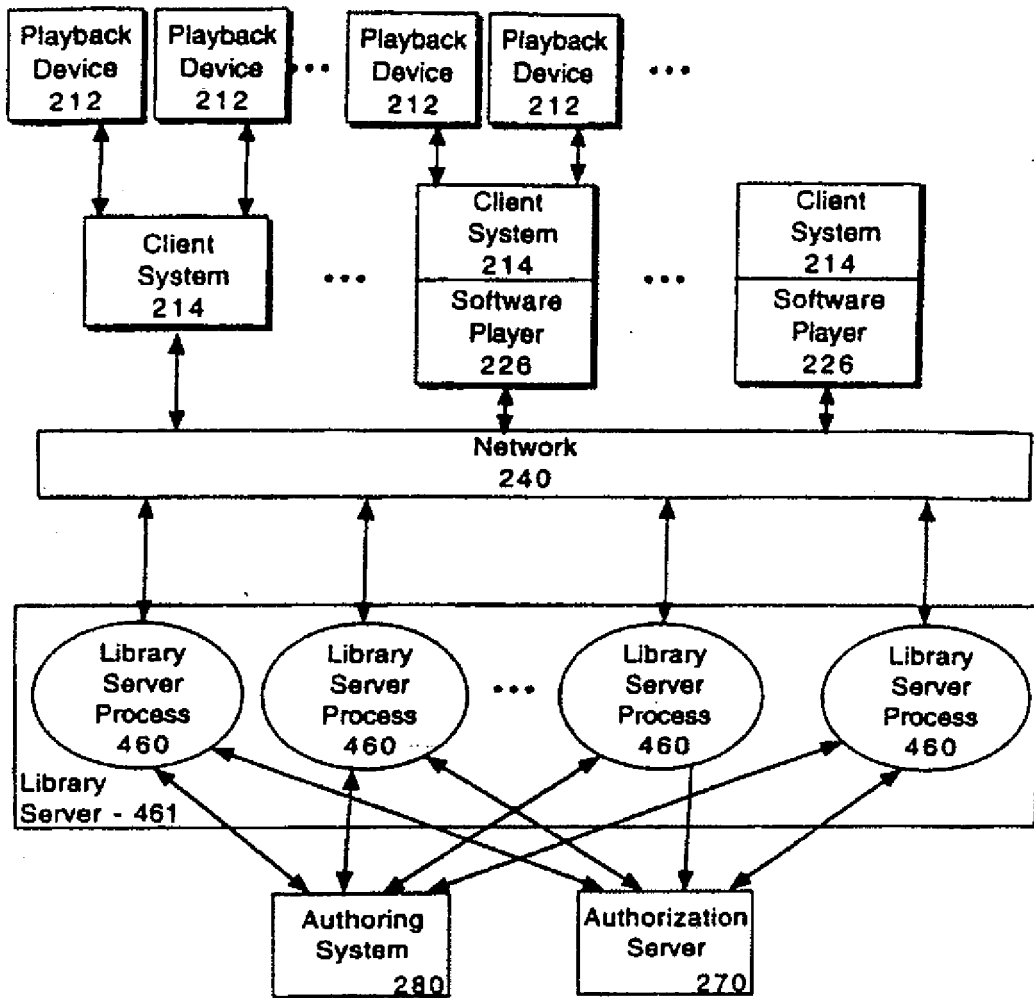 Playback
Device
212
Playback
Device
212
Playback
Device
212
Playback
Device
212
Client
System
214
Client
System
214
Software
Player
226
Client
System
214
Software
Player
226
Network
240
Library
Server
Process
460
Library
Server
Process
460
Library
Server
Process
460
Library
Server
Process
460
Library
Server - 461
Authoring
System
280
Authorization
Server
270